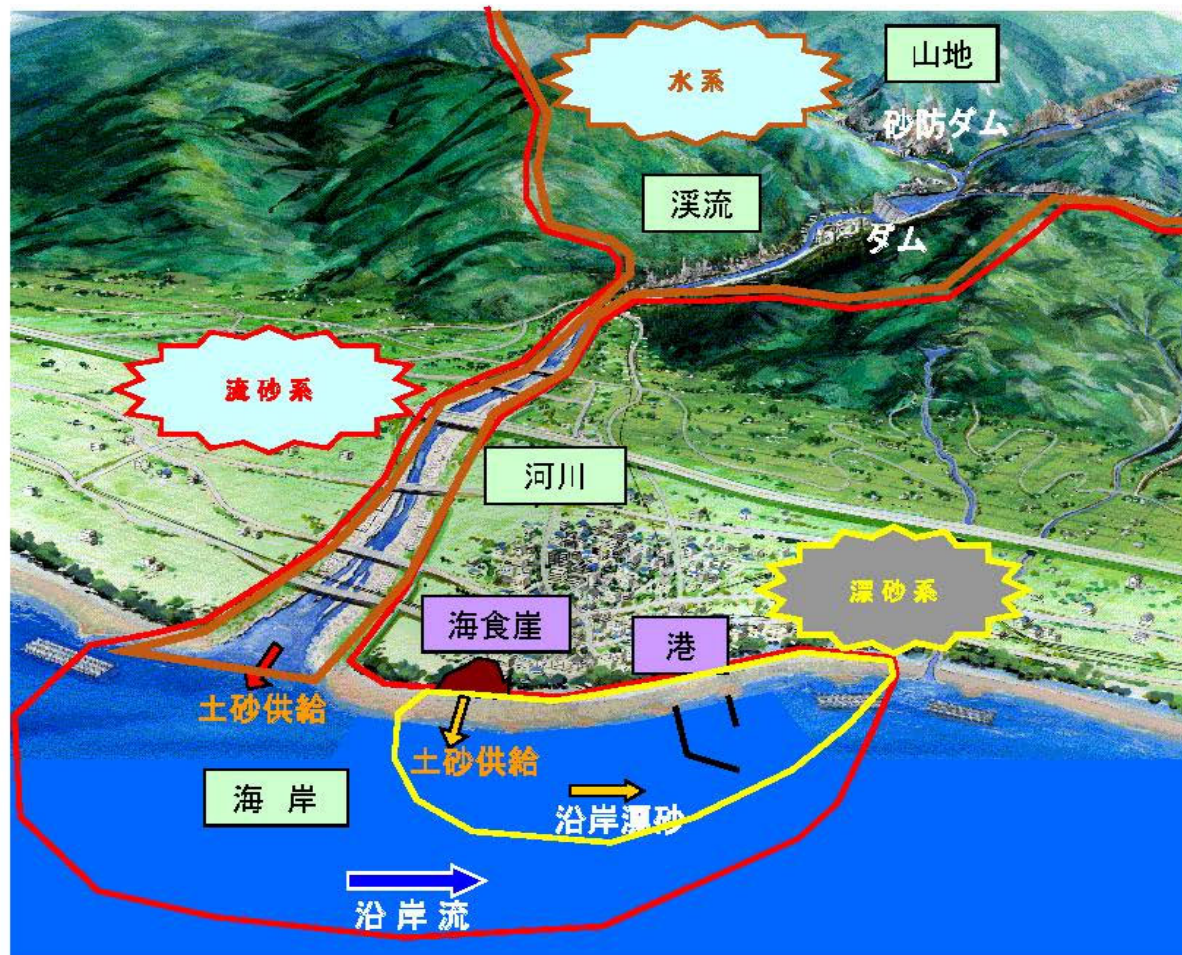 山地
水系
砂防ダム
渓流
ダム
流砂系
河川
漂砂系
海食崖
港
土砂供給
土砂供給
海 岸
沿岸漂砂
沿 岸 流